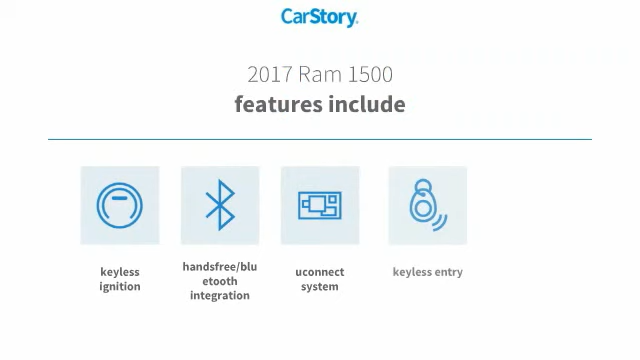 CarStory
2017 Ram 1500
features include
keyless
ignition
handsfree/blu
etooth
integration
uconnect
system
keyless entry